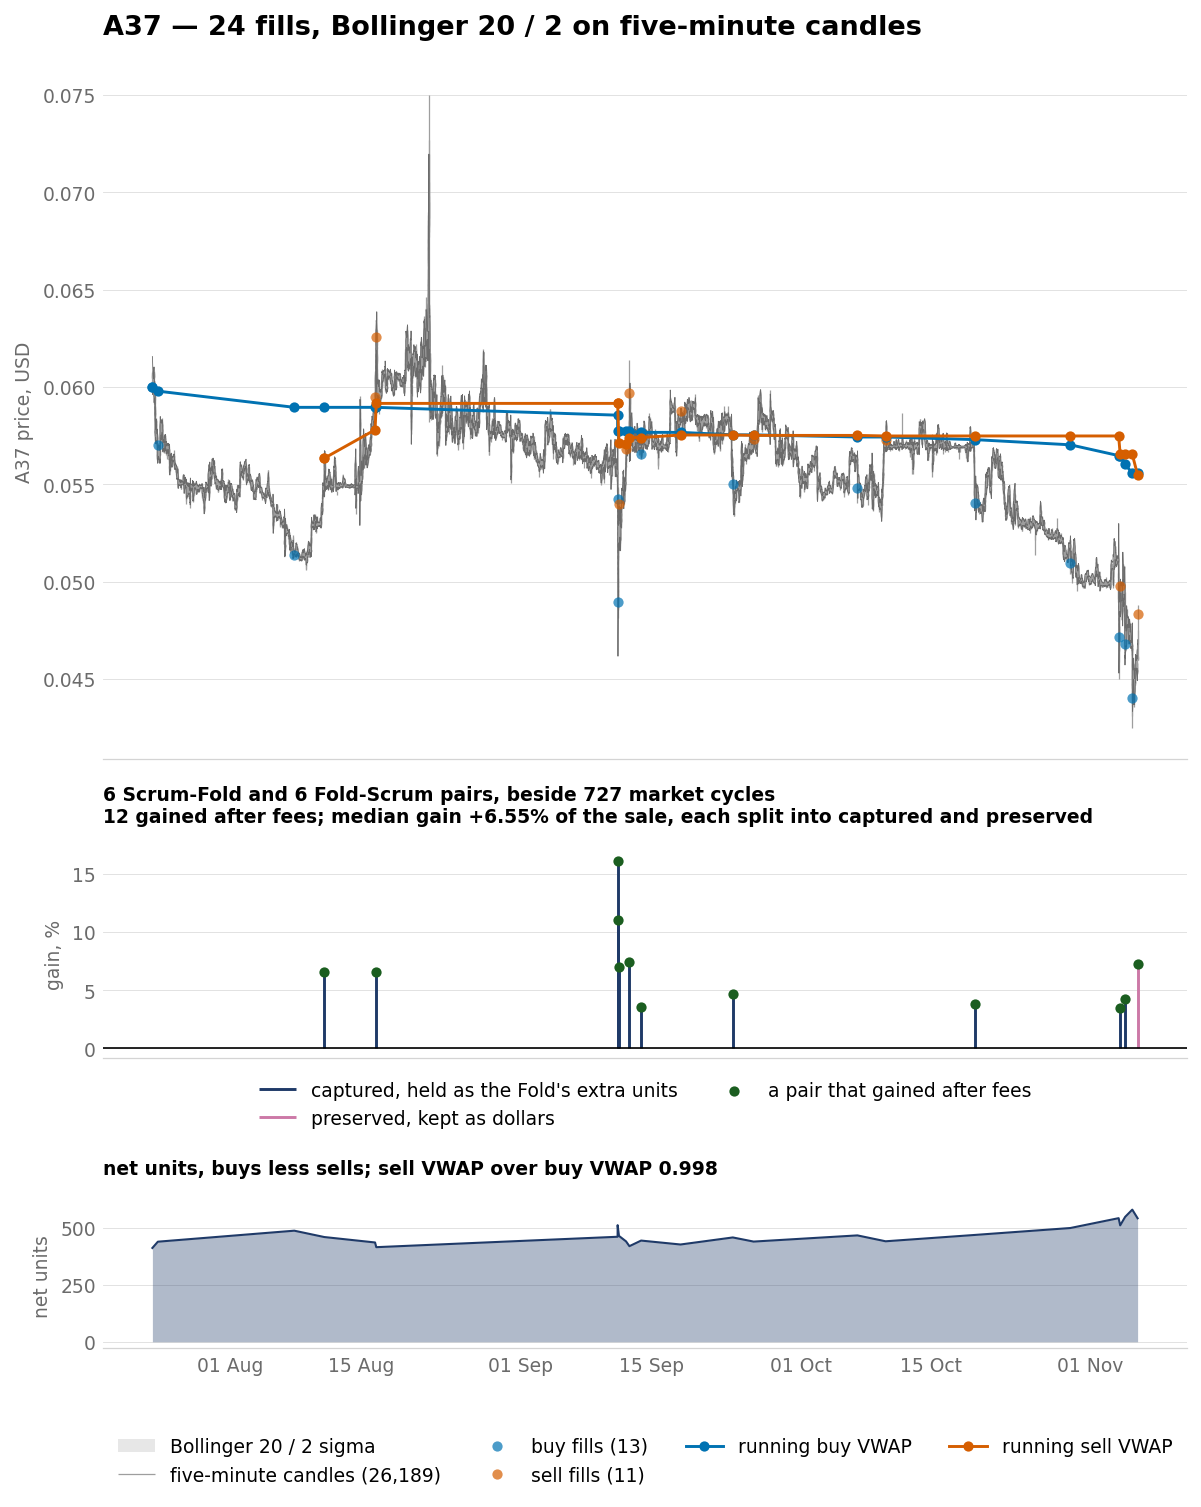 A37 — 24 fills, Bollinger 20 / 2 on five-minute candles
0.075
0.070
0.065
0.060
0.055
0.050
0.045
A37 price, USD
6 Scrum-Fold and 6 Fold-Scrum pairs, beside 727 market cycles
12 gained after fees; median gain +6.55% of the sale, each split into captured and preserved
15
10
5
0
gain, %
captured, held as the Fold's extra units
a pair that gained after fees
preserved, kept as dollars
net units, buys less sells; sell VWAP over buy VWAP 0.998
500
250
0
net units
01 Aug
15 Aug
01 Sep
15 Sep
01 Oct
15 Oct
01 Nov
Bollinger 20 / 2 sigma
buy fills (13)
running buy VWAP
running sell VWAP
five-minute candles (26,189)
sell fills (11)